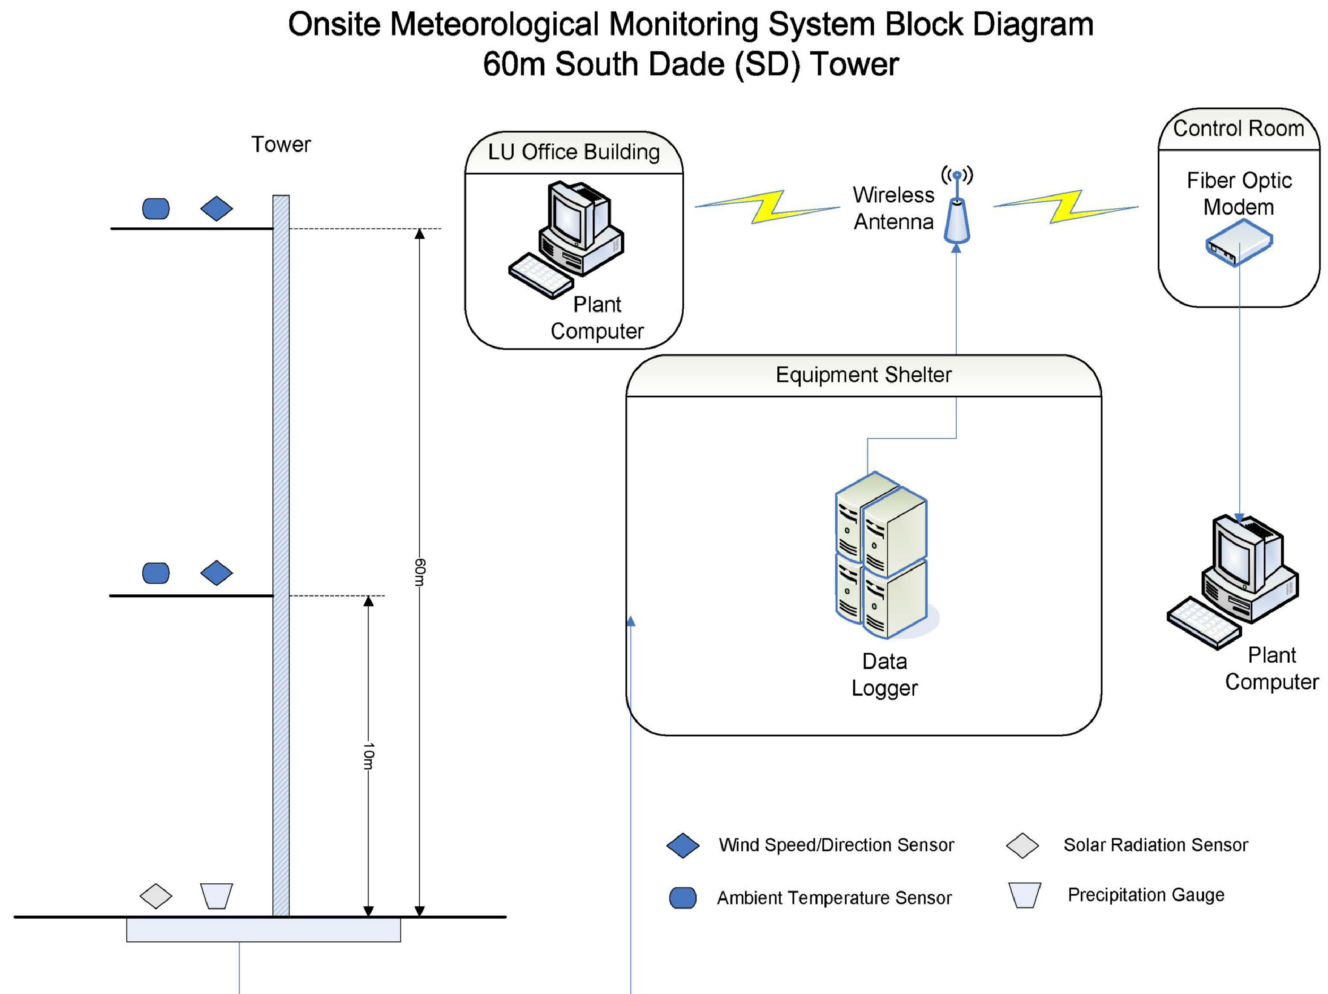 Onsite Meteorological Monitoring System Block Diagram
60m South Dade (SD) Tower
Tower
LU Office Building
Plant
Computer
Wireless
Antenna
Control Room
Fiber Optic
Modem
Equipment Shelter
Data
Logger
Plant
Computer
60m
10m
Wind Speed/Direction Sensor
Solar Radiation Sensor
Ambient Temperature Sensor
Precipitation Gauge